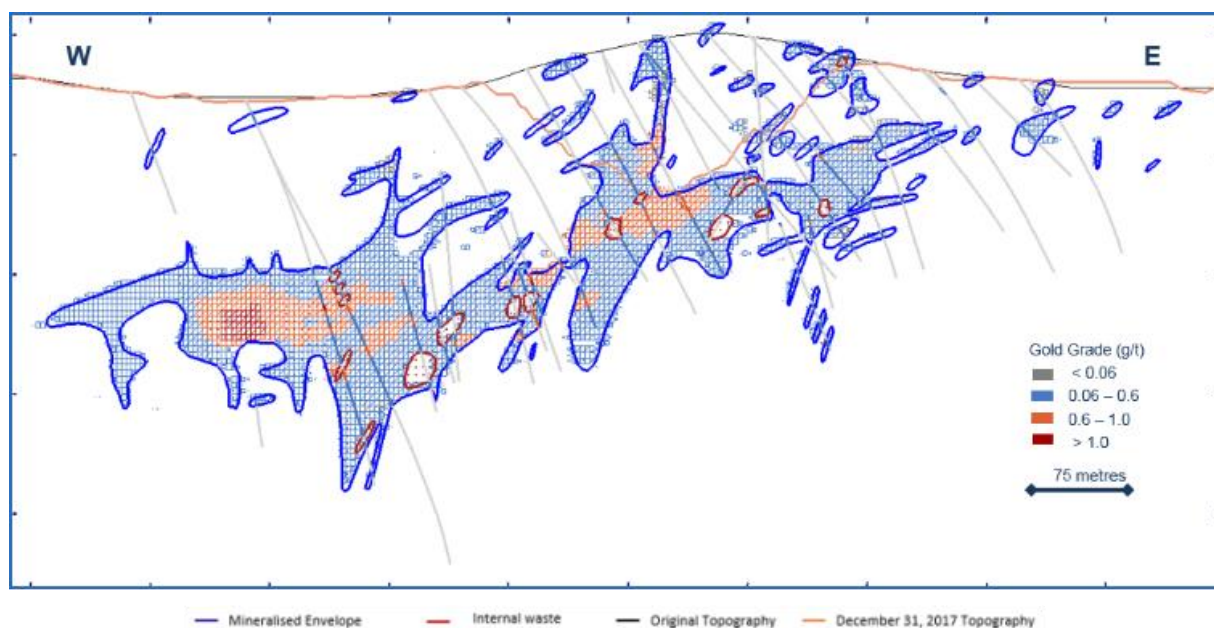 W
E
Gold Grade (g/t)
< 0.06
0.06 – 0.6
0.6 – 1.0
> 1.0
75 metres
Mineralised Envelope
Internal waste
Original Topography
December 31, 2017 Topography